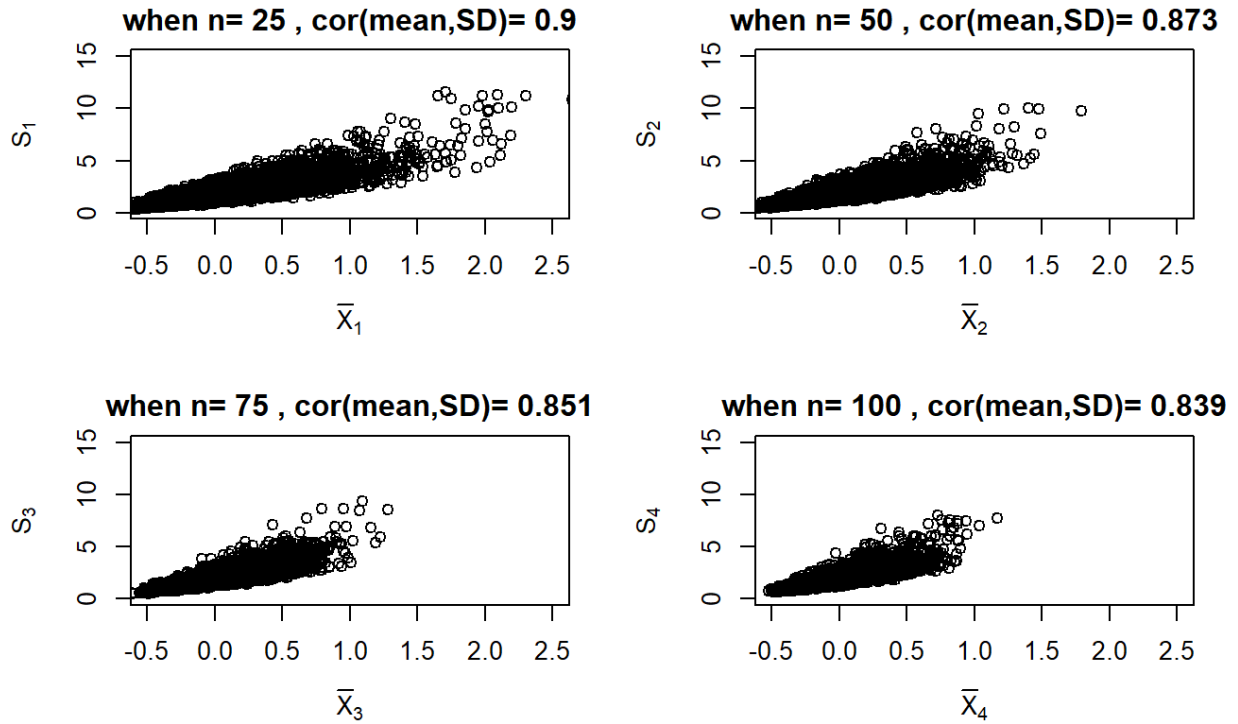 when n= 25 , cor(mean,SD)= 0.9
S₁
15
10
5
0
-0.5 0.0 0.5 1.0 1.5 2.0 2.5
X̅₁
when n= 50 , cor(mean,SD)= 0.873
S₂
15
10
5
0
-0.5 0.0 0.5 1.0 1.5 2.0 2.5
X̅₂
when n= 75 , cor(mean,SD)= 0.851
S₃
15
10
5
0
-0.5 0.0 0.5 1.0 1.5 2.0 2.5
X̅₃
when n= 100 , cor(mean,SD)= 0.839
S₄
15
10
5
0
-0.5 0.0 0.5 1.0 1.5 2.0 2.5
X̅₄